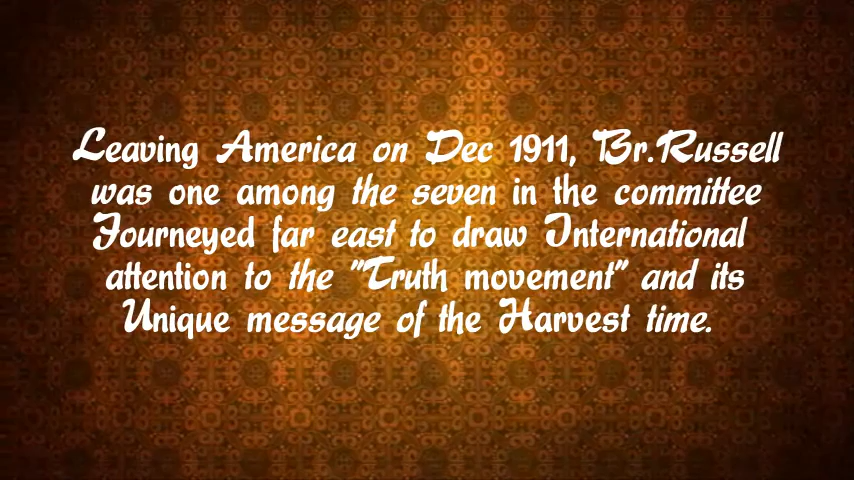 Leaving America on Dec 1911, Br.Russell
was one among the seven in the committee
Journeyed far east to draw International
attention to the "Truth movement" and its
Unique message of the Harvest time.